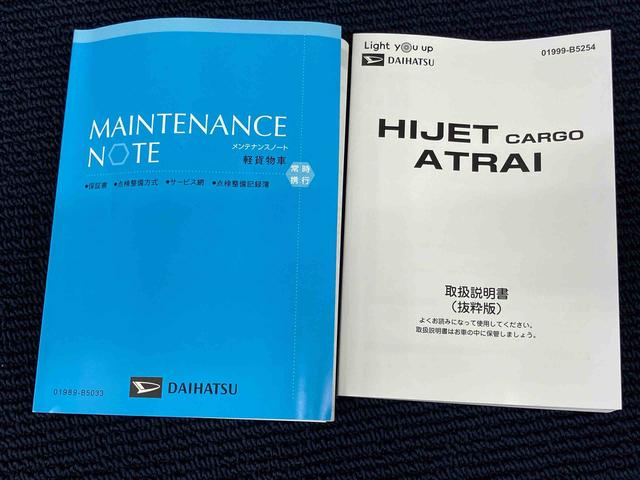 MAINTENANCE
NOTE
メンテナンスノート
軽貨物車
常時
携行
●保証書 ●点検整備方式 ●サービス網 ●点検整備記録簿
DAIHATSU
01989-B5033
Light you up
DAIHATSU
01999-B5254
HIJET CARGO
ATRAI
取扱説明書
(抜粋版)
よくお読みになって使用してください。
取扱説明書はお車の中に保管しましょう。